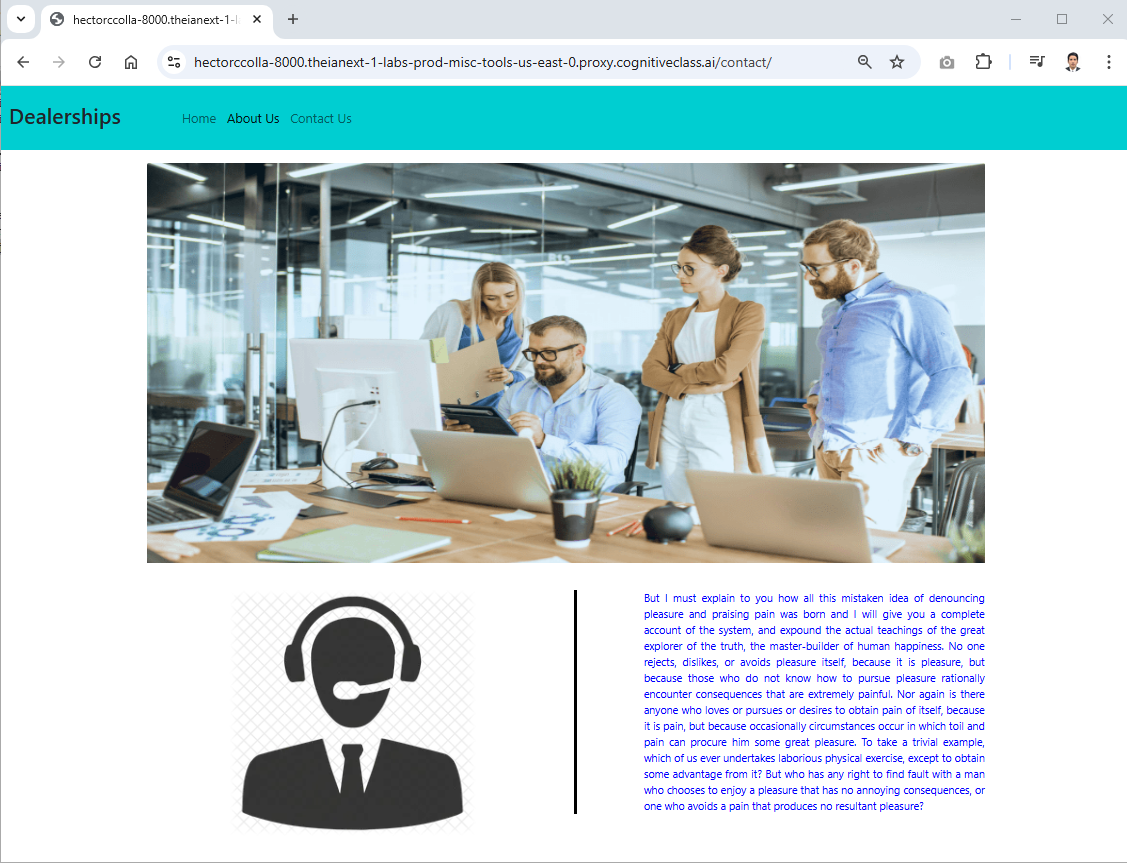 hectorccolla-8000.theianext-1-l
hectorccolla-8000.theianext-1-labs-prod-misc-tools-us-east-0.proxy.cognitiveclass.ai/contact/
Dealerships Home About Us Contact Us
But I must explain to you how all this mistaken idea of denouncing
pleasure and praising pain was born and I will give you a complete
account of the system, and expound the actual teachings of the great
explorer of the truth, the master-builder of human happiness. No one
rejects, dislikes, or avoids pleasure itself, because it is pleasure, but
because those who do not know how to pursue pleasure rationally
encounter consequences that are extremely painful. Nor again is there
anyone who loves or pursues or desires to obtain pain of itself, because
it is pain, but because occasionally circumstances occur in which toil and
pain can procure him some great pleasure. To take a trivial example,
which of us ever undertakes laborious physical exercise, except to obtain
some advantage from it? But who has any right to find fault with a man
who chooses to enjoy a pleasure that has no annoying consequences, or
one who avoids a pain that produces no resultant pleasure?